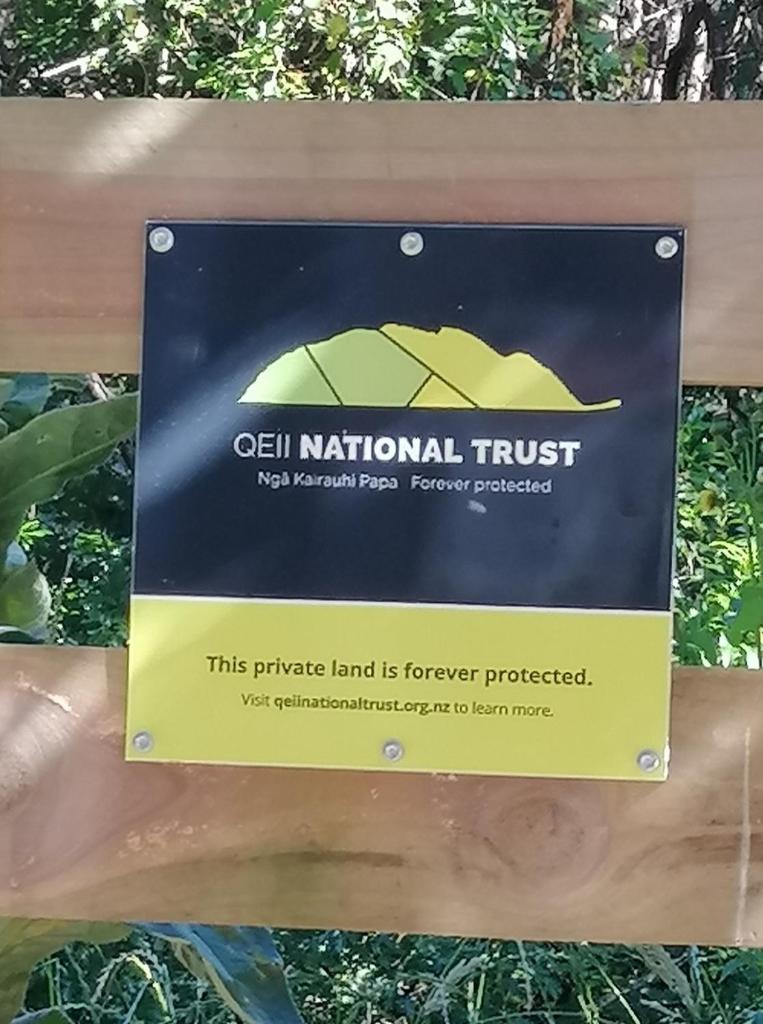 QEII NATIONAL TRUST
Ngā Kairauhi Papa Forever protected
This private land is forever protected.
Visit qeiinationaltrust.org.nz to learn more.